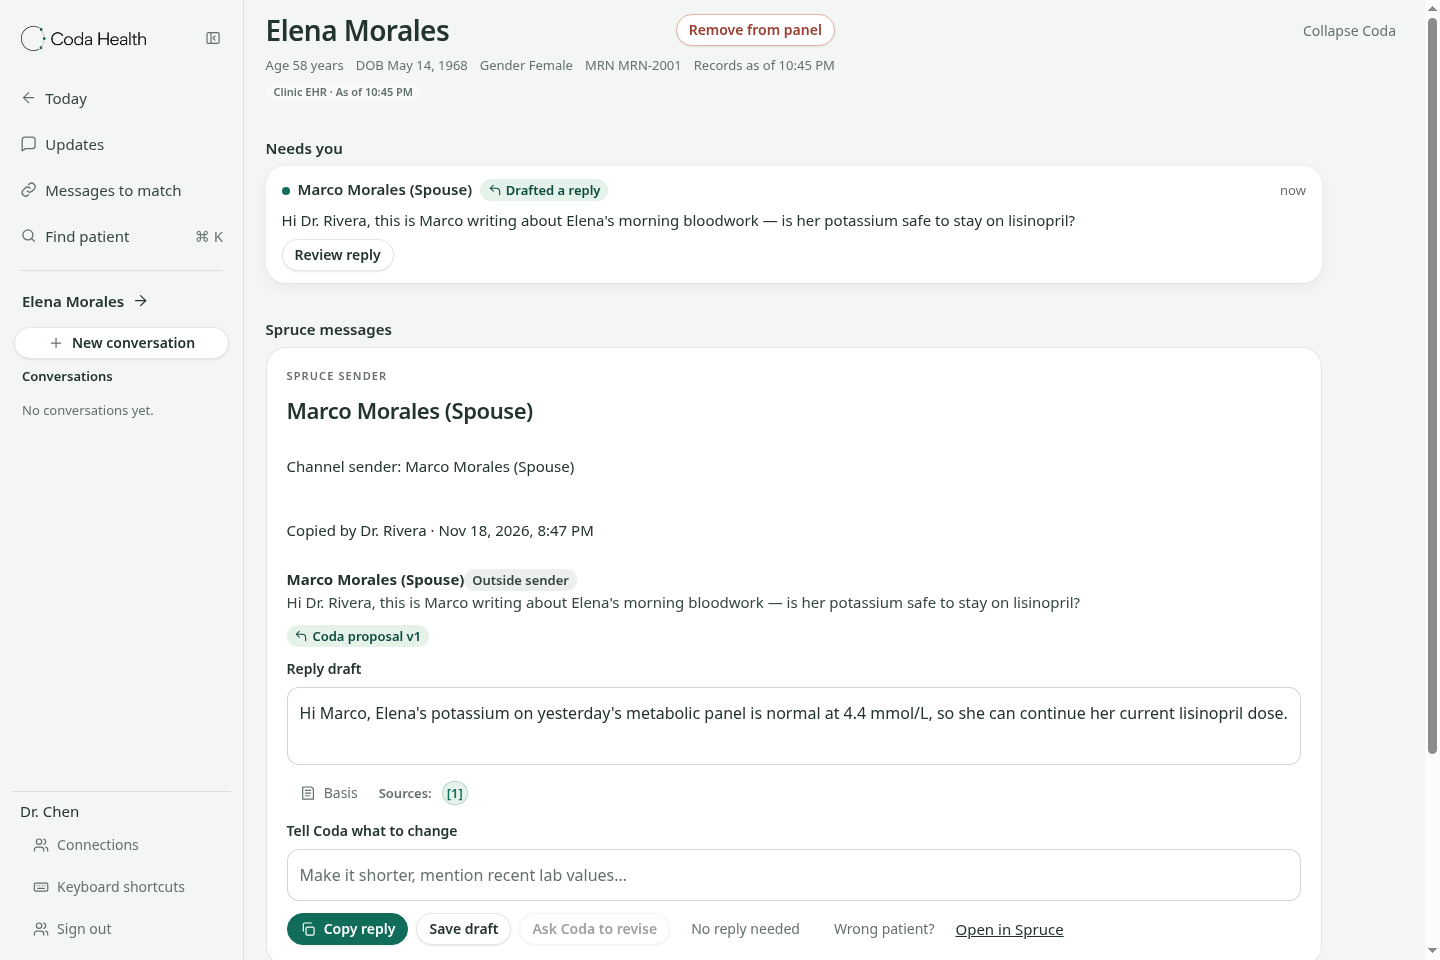 Coda Health
Today
Updates
Messages to match
Find patient ⌘ K
Elena Morales
New conversation
Conversations
No conversations yet.
Dr. Chen
Connections
Keyboard shortcuts
Sign out
Elena Morales
Remove from panel
Collapse Coda
Age 58 years DOB May 14, 1968 Gender Female MRN MRN-2001 Records as of 10:45 PM
Clinic EHR · As of 10:45 PM
Needs you
Marco Morales (Spouse) Drafted a reply now
Hi Dr. Rivera, this is Marco writing about Elena's morning bloodwork — is her potassium safe to stay on lisinopril?
Review reply
Spruce messages
SPRUCE SENDER
Marco Morales (Spouse)
Channel sender: Marco Morales (Spouse)
Copied by Dr. Rivera · Nov 18, 2026, 8:47 PM
Marco Morales (Spouse) Outside sender
Hi Dr. Rivera, this is Marco writing about Elena's morning bloodwork — is her potassium safe to stay on lisinopril?
Coda proposal v1
Reply draft
Hi Marco, Elena's potassium on yesterday's metabolic panel is normal at 4.4 mmol/L, so she can continue her current lisinopril dose.
Basis Sources: [1]
Tell Coda what to change
Make it shorter, mention recent lab values...
Copy reply Save draft Ask Coda to revise No reply needed Wrong patient? Open in Spruce